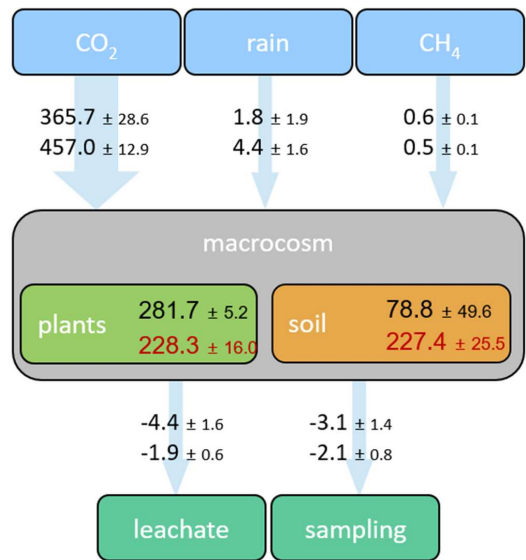 CO₂ rain CH₄
365.7 ± 28.6 1.8 ± 1.9 0.6 ± 0.1
457.0 ± 12.9 4.4 ± 1.6 0.5 ± 0.1
macrocosm
plants
281.7 ± 5.2
228.3 ± 16.0
soil
78.8 ± 49.6
227.4 ± 25.5
-4.4 ± 1.6 -3.1 ± 1.4
-1.9 ± 0.6 -2.1 ± 0.8
leachate sampling